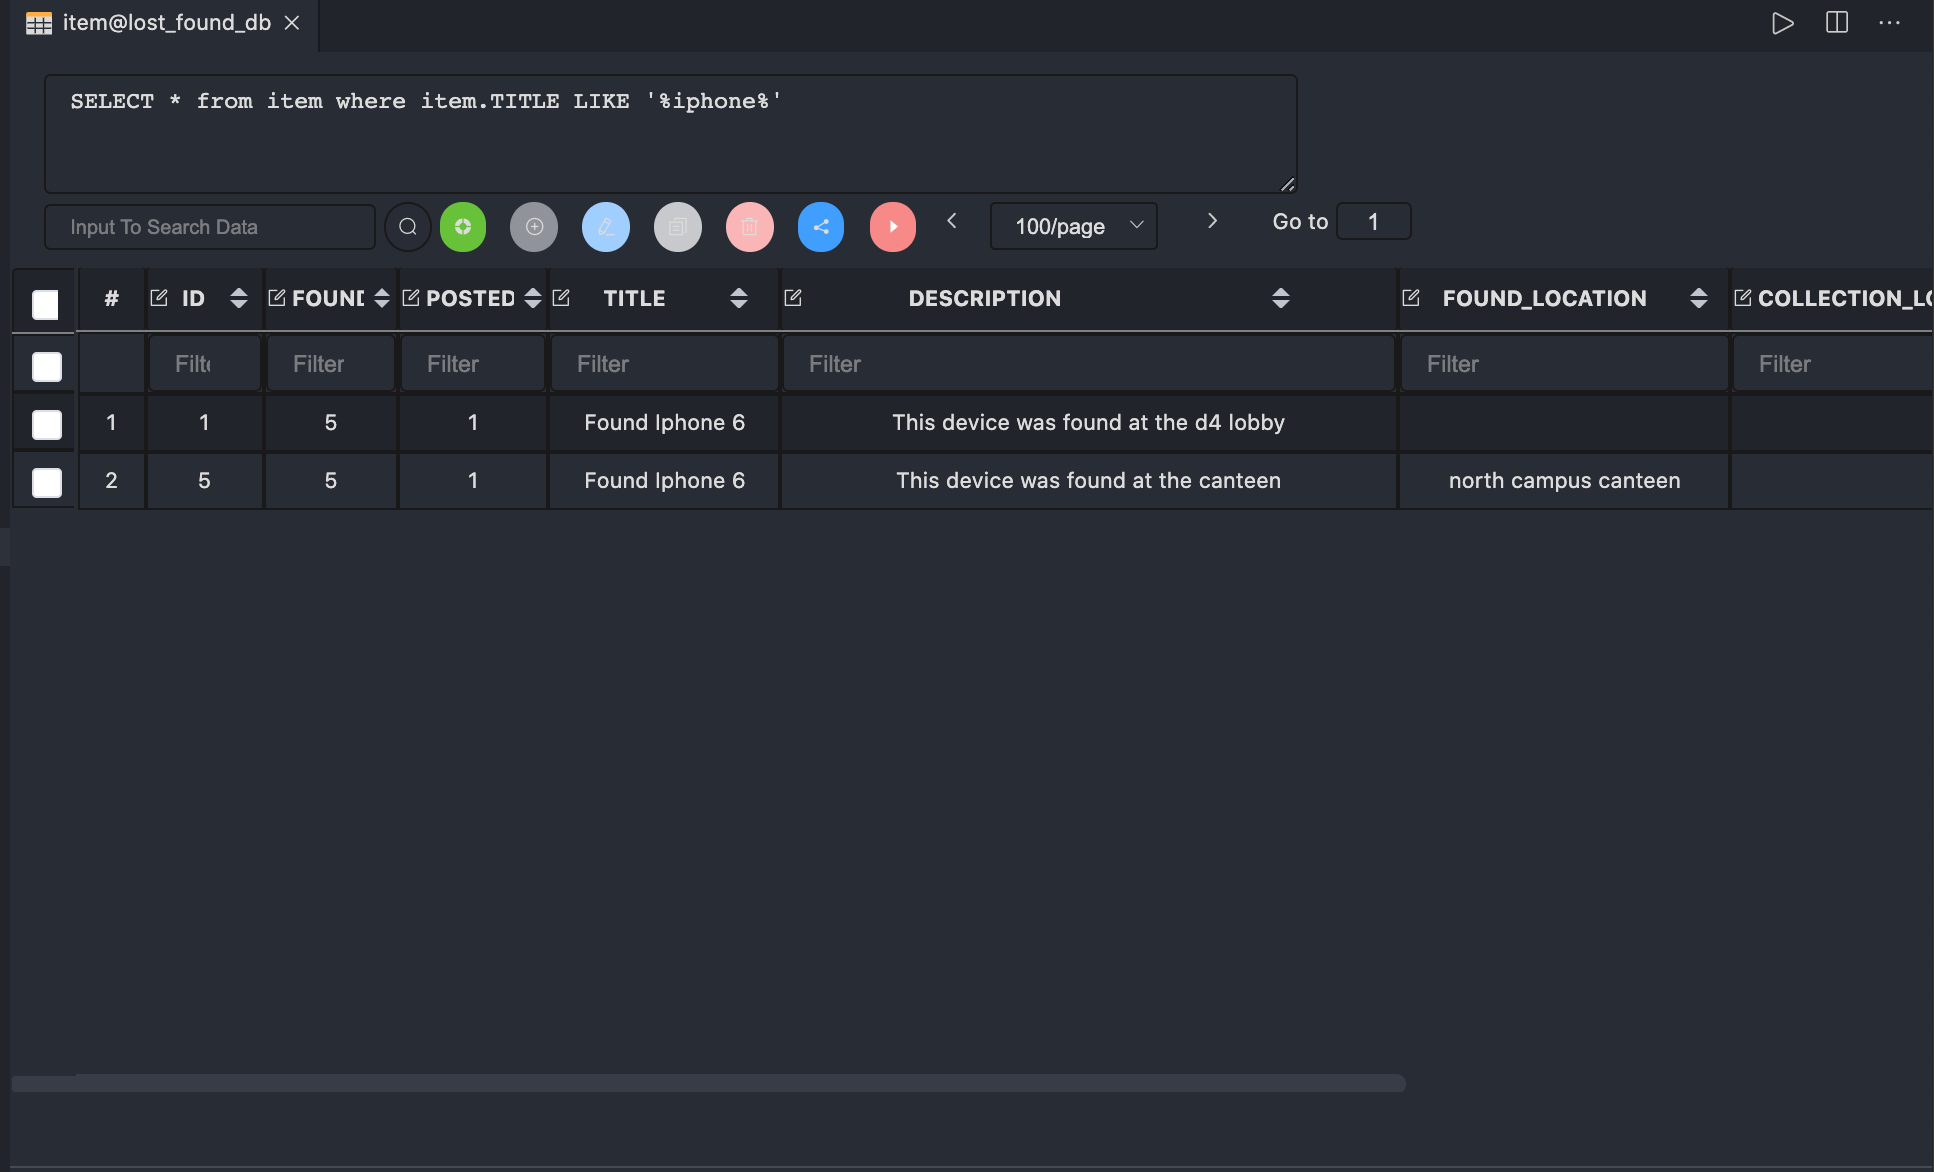 item@lost_found_db
SELECT * from item where item.TITLE LIKE '%iphone%'
Input To Search Data 100/page Go to 1
# ID FOUND POSTED TITLE DESCRIPTION FOUND_LOCATION COLLECTION_LO
Filte Filter Filter Filter Filter Filter Filter
1 1 5 1 Found Iphone 6 This device was found at the d4 lobby
2 5 5 1 Found Iphone 6 This device was found at the canteen north campus canteen